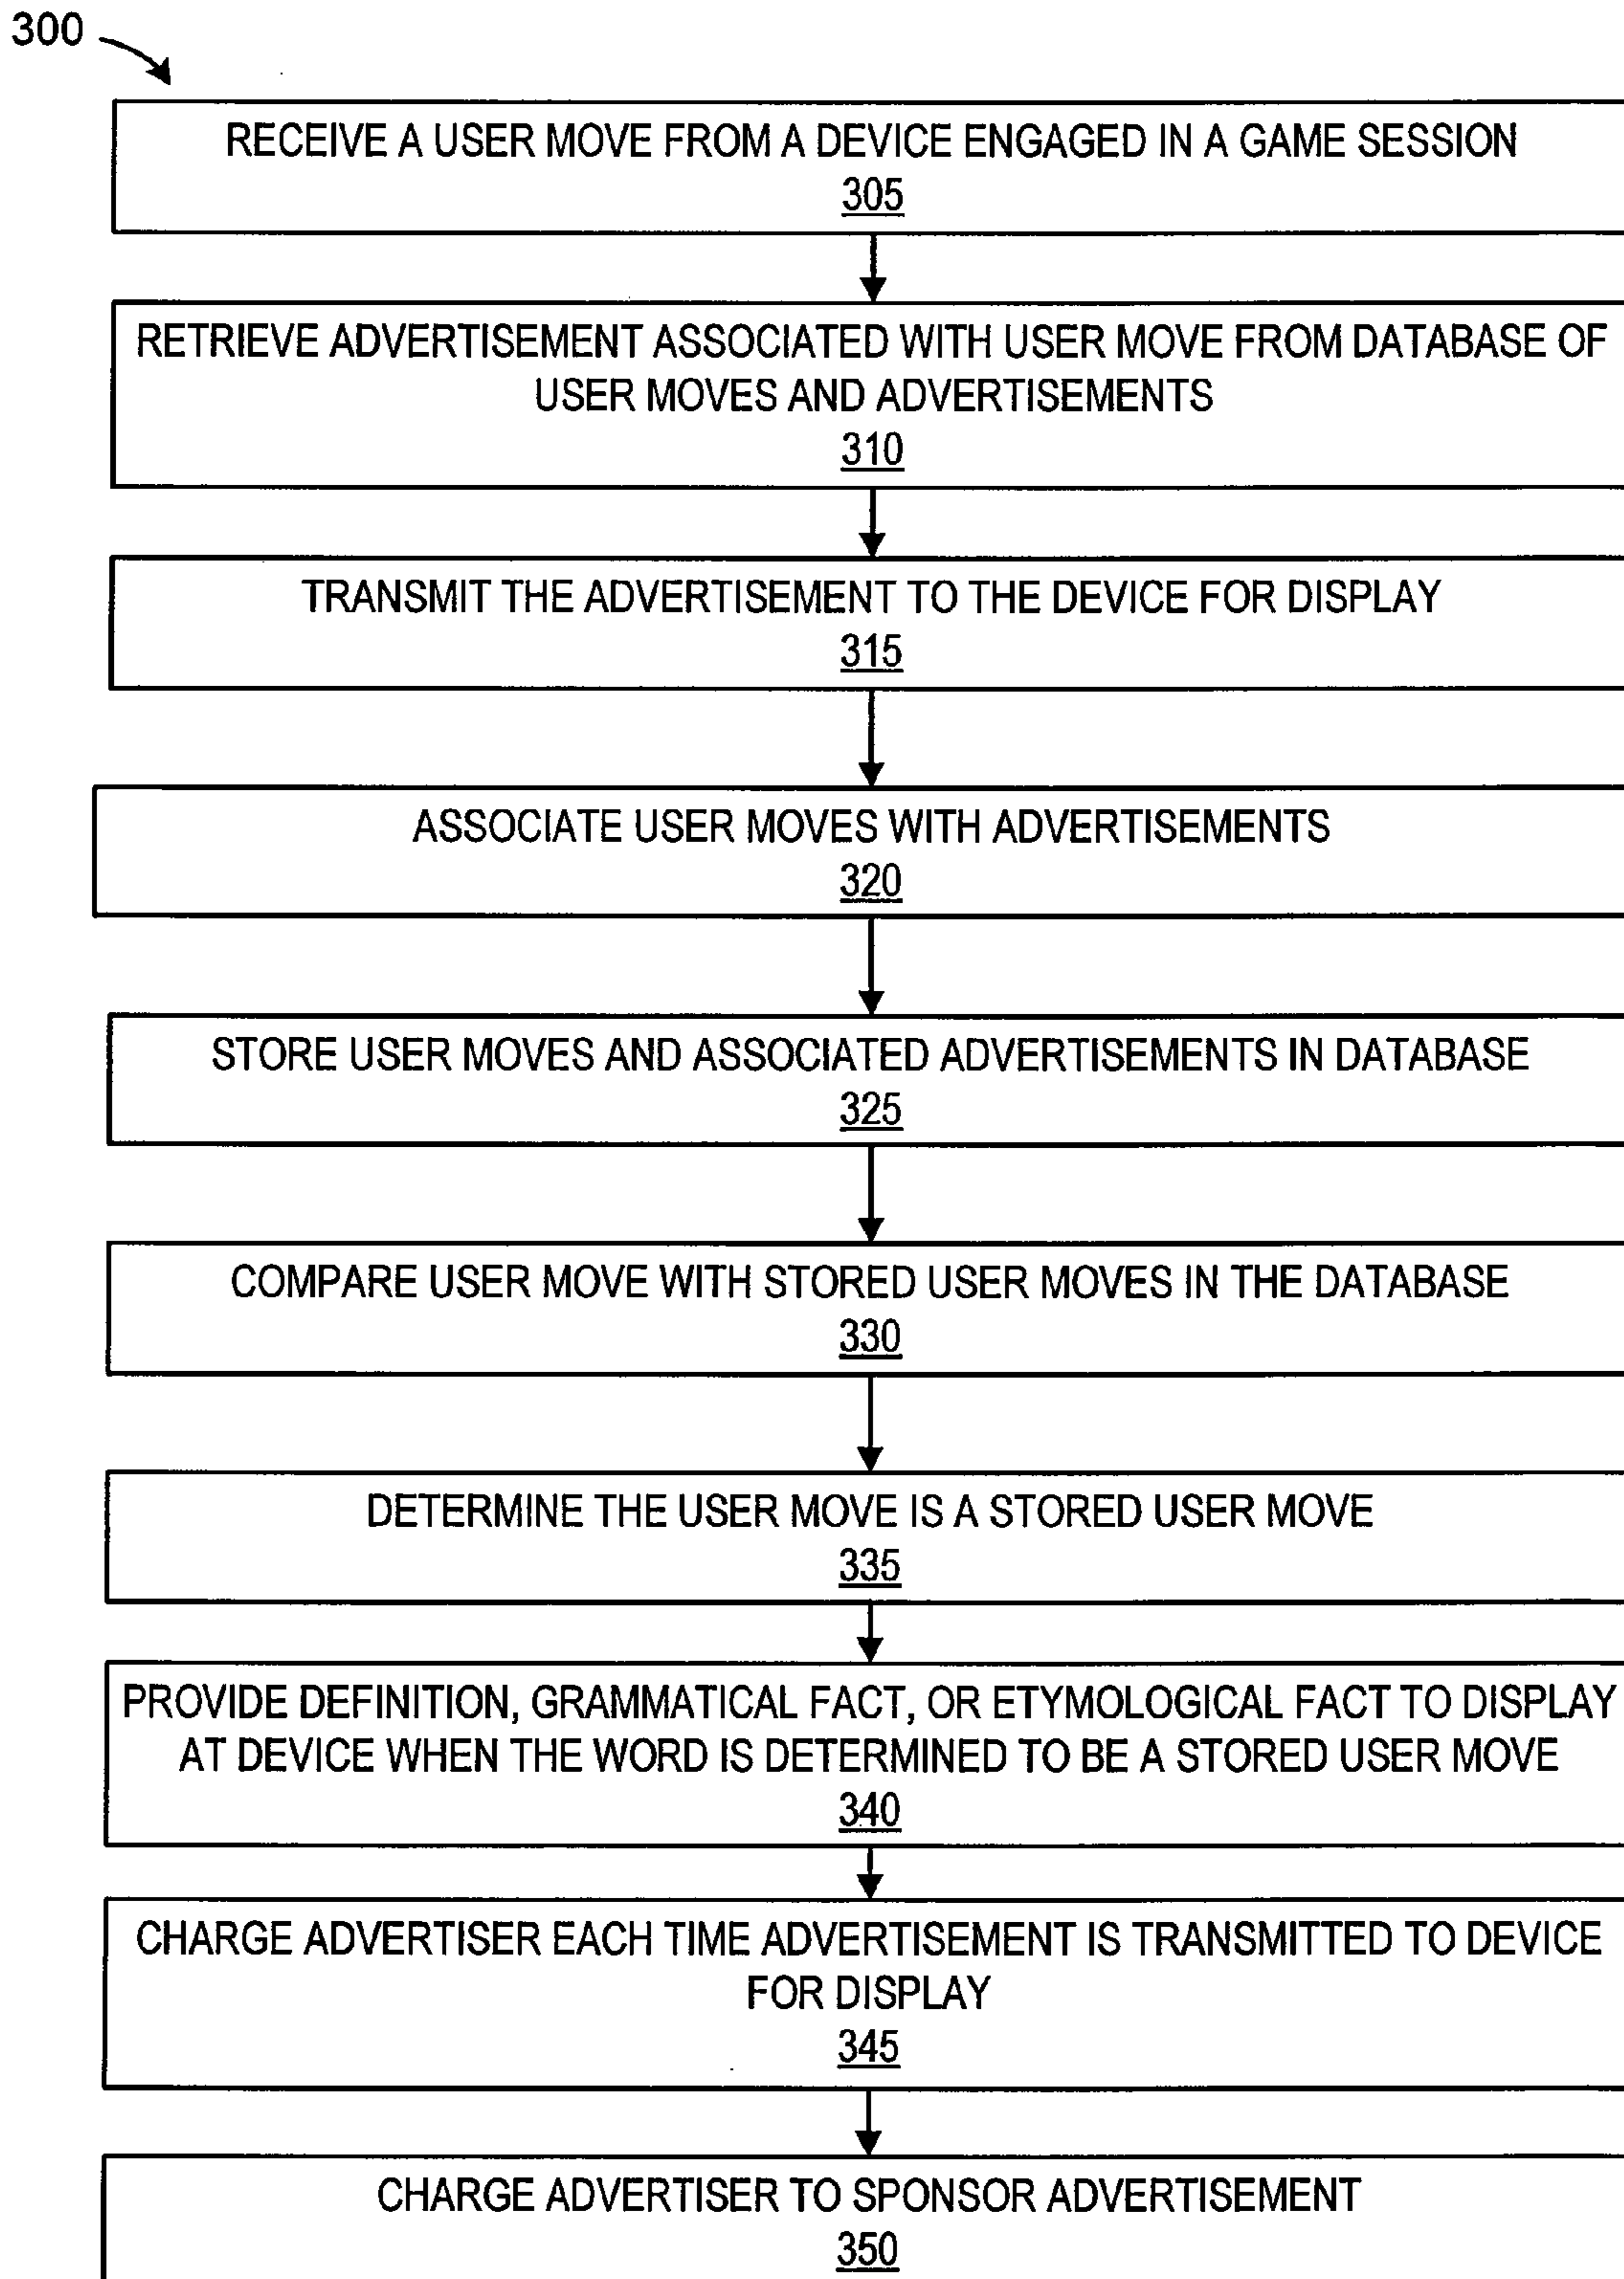 300
RECEIVE A USER MOVE FROM A DEVICE ENGAGED IN A GAME SESSION
305
RETRIEVE ADVERTISEMENT ASSOCIATED WITH USER MOVE FROM DATABASE OF
USER MOVES AND ADVERTISEMENTS
310
TRANSMIT THE ADVERTISEMENT TO THE DEVICE FOR DISPLAY
315
ASSOCIATE USER MOVES WITH ADVERTISEMENTS
320
STORE USER MOVES AND ASSOCIATED ADVERTISEMENTS IN DATABASE
325
COMPARE USER MOVE WITH STORED USER MOVES IN THE DATABASE
330
DETERMINE THE USER MOVE IS A STORED USER MOVE
335
PROVIDE DEFINITION, GRAMMATICAL FACT, OR ETYMOLOGICAL FACT TO DISPLAY
AT DEVICE WHEN THE WORD IS DETERMINED TO BE A STORED USER MOVE
340
CHARGE ADVERTISER EACH TIME ADVERTISEMENT IS TRANSMITTED TO DEVICE
FOR DISPLAY
345
CHARGE ADVERTISER TO SPONSOR ADVERTISEMENT
350